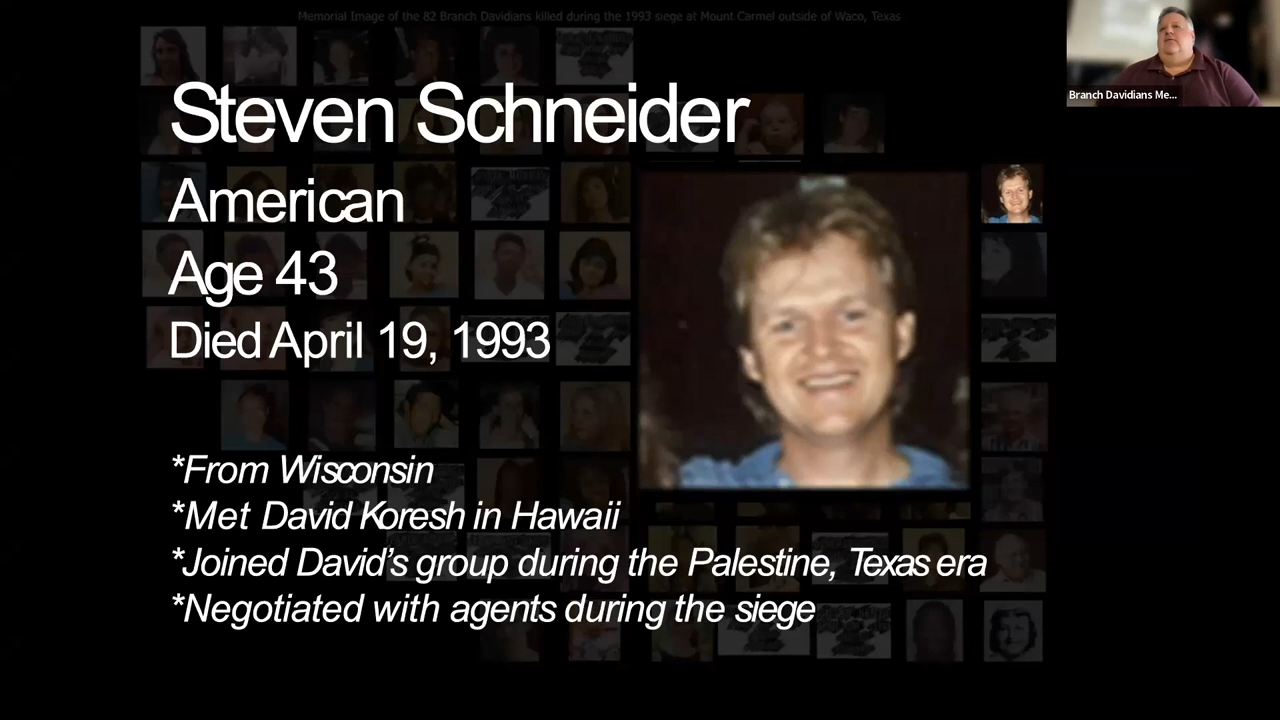 Memorial Image of the 82 Branch Davidians killed during the 1993 siege at Mount Carmel outside of Waco, Texas
Branch Davidians Me...
Steven Schneider
American
Age 43
Died April 19, 1993
*From Wisconsin
*Met David Koresh in Hawaii
*Joined David's group during the Palestine, Texas era
*Negotiated with agents during the siege